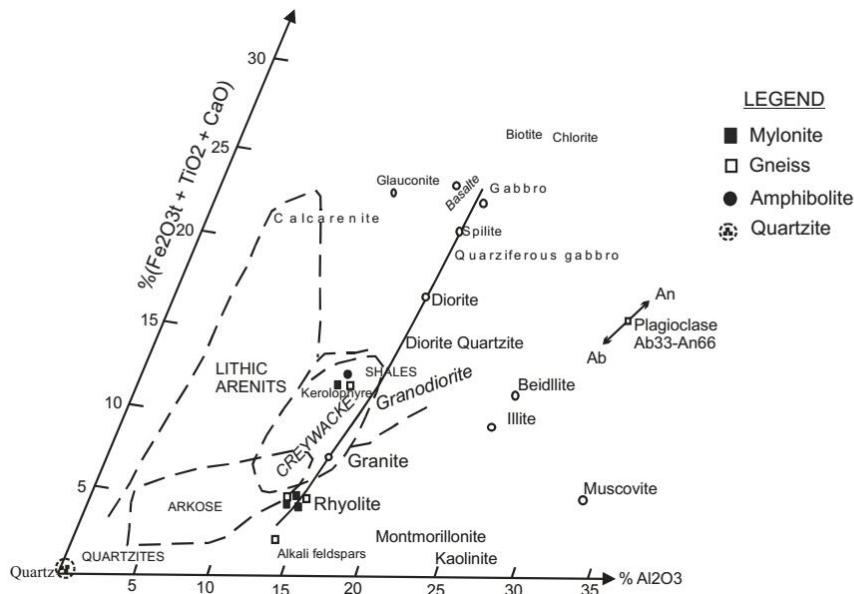 30
25
20
15
10
5
%(Fe2O3t + TiO2 + CaO)
LEGEND
Mylonite
Gneiss
Amphibolite
Quartzite
Biotite
Chlorite
Glauconite
Basalte
Gabbro
Calcarenite
Spilite
Quarziferous gabbro
Diorite
An
Plagioclase
Ab33-An66
Ab
Diorite Quartzite
LITHIC
ARENITS
SHALES
Kerolophyre
Granodiorite
Beidllite
CREYWACKE
Illite
Granite
Muscovite
ARKOSE
Rhyolite
Montmorillonite
QUARTZITES
Alkali feldspars
Kaolinite
Quartz
5
10
15
20
25
30
35
% Al2O3